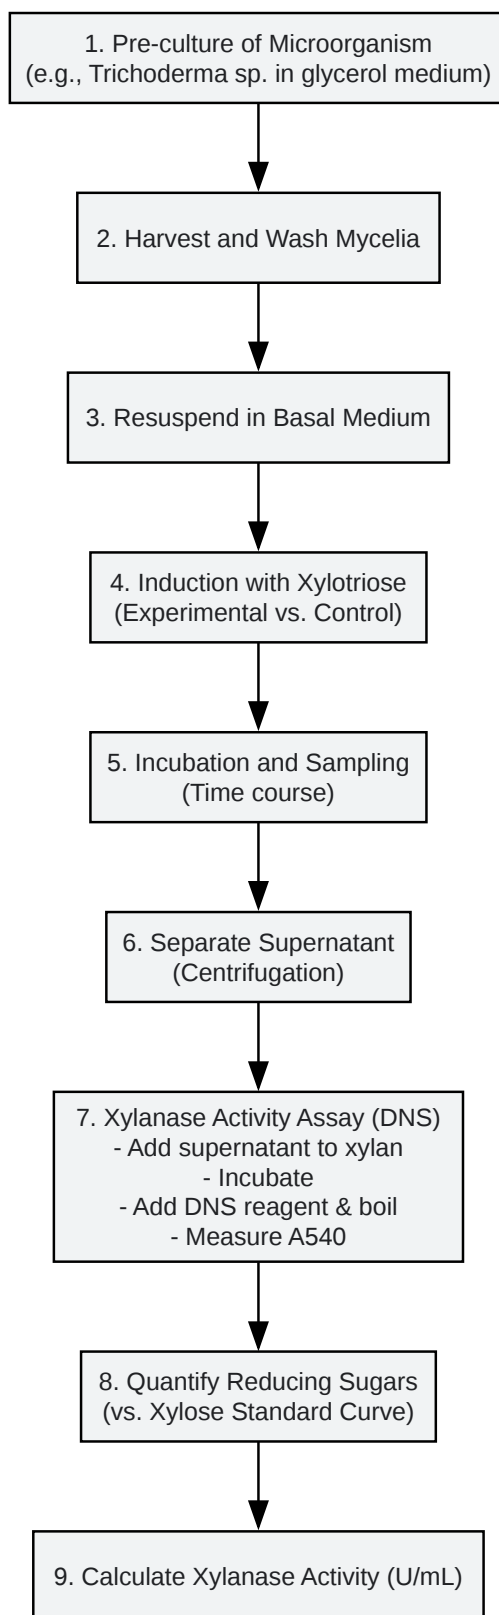 1. Pre-culture of Microorganism
(e.g., Trichoderma sp. in glycerol medium)
2. Harvest and Wash Mycelia
3. Resuspend in Basal Medium
4. Induction with Xylotriose
(Experimental vs. Control)
5. Incubation and Sampling
(Time course)
6. Separate Supernatant
(Centrifugation)
7. Xylanase Activity Assay (DNS)
- Add supernatant to xylan
- Incubate
- Add DNS reagent & boil
- Measure A540
8. Quantify Reducing Sugars
(vs. Xylose Standard Curve)
9. Calculate Xylanase Activity (U/mL)